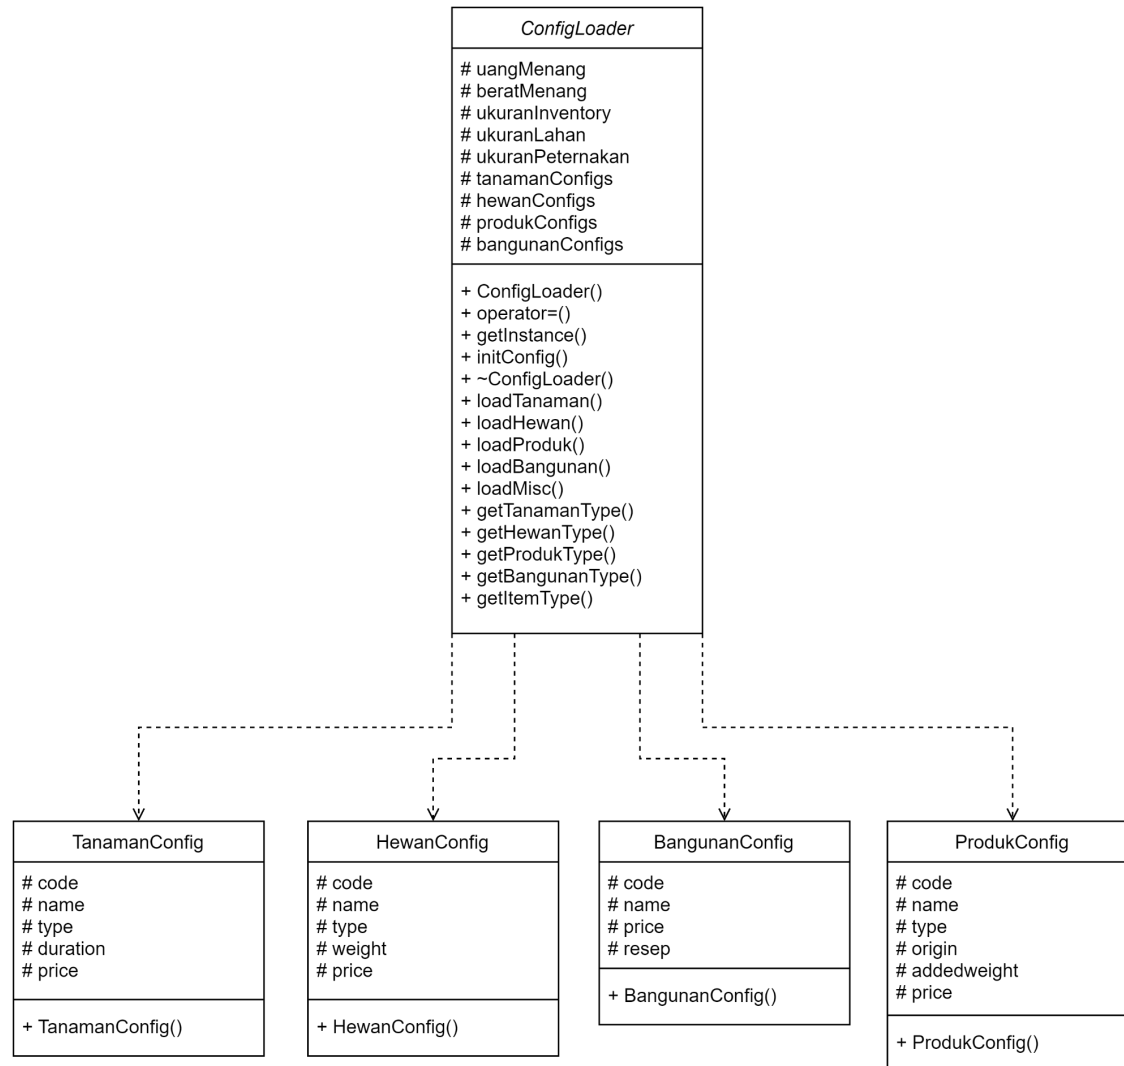 ConfigLoader
# uangMenang
# beratMenang
# ukuranInventory
# ukuranLahan
# ukuranPeternakan
# tanamanConfigs
# hewanConfigs
# produkConfigs
# bangunanConfigs
+ ConfigLoader()
+ operator=()
+ getInstance()
+ initConfig()
+ ~ConfigLoader()
+ loadTanaman()
+ loadHewan()
+ loadProduk()
+ loadBangunan()
+ loadMisc()
+ getTanamanType()
+ getHewanType()
+ getProdukType()
+ getBangunanType()
+ getItemType()
TanamanConfig
# code
# name
# type
# duration
# price
+ TanamanConfig()
HewanConfig
# code
# name
# type
# weight
# price
+ HewanConfig()
BangunanConfig
# code
# name
# price
# resep
+ BangunanConfig()
ProdukConfig
# code
# name
# type
# origin
# addedweight
# price
+ ProdukConfig()